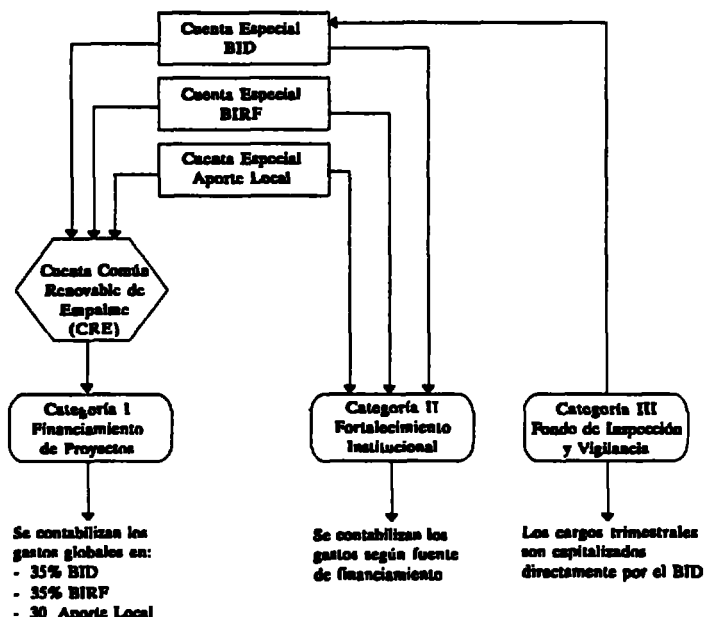 Cuenta Especial
BID
Cuenta Especial
BIRF
Cuenta Especial
Aporte Local
Cuenta Común
Renovable de
Empalme
(CRE)
Categoría I
Financiamiento
de Proyectos
Categoría II
Fortalecimiento
Institucional
Categoría III
Fondo de Inspección
y Vigilancia
Se contabilizan los
gastos globales en:
- 35% BID
- 35% BIRF
- 30 Aporte Local
Se contabilizan los
gastos según fuente
de financiamiento
Los cargos trimestrales
son capitalizados
directamente por el BID